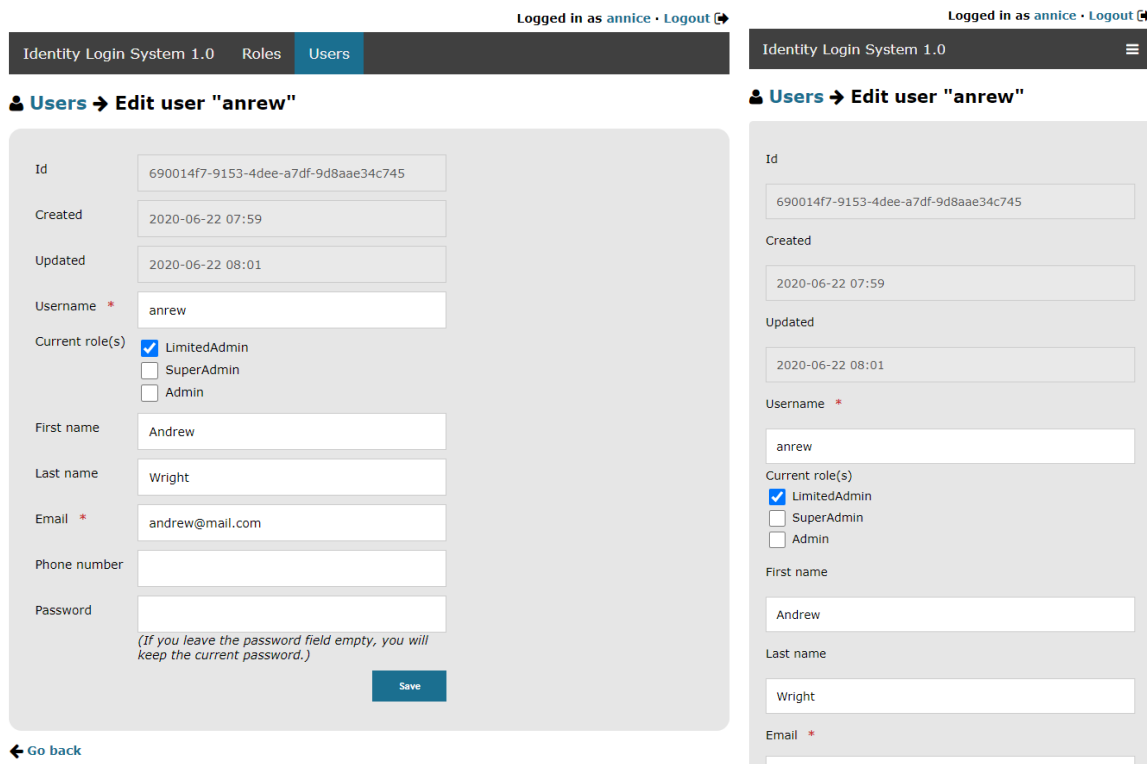 Logged in as annice · Logout
Identity Login System 1.0 Roles Users
Users → Edit user "anrew"
Id 690014f7-9153-4dee-a7df-9d8aae34c745
Created 2020-06-22 07:59
Updated 2020-06-22 08:01
Username * anrew
Current role(s) LimitedAdmin
SuperAdmin
Admin
First name Andrew
Last name Wright
Email * andrew@mail.com
Phone number
Password
(If you leave the password field empty, you will
keep the current password.)
Save
Go back
Logged in as annice · Logout
Identity Login System 1.0
Users → Edit user "anrew"
Id
690014f7-9153-4dee-a7df-9d8aae34c745
Created
2020-06-22 07:59
Updated
2020-06-22 08:01
Username *
anrew
Current role(s)
LimitedAdmin
SuperAdmin
Admin
First name
Andrew
Last name
Wright
Email *